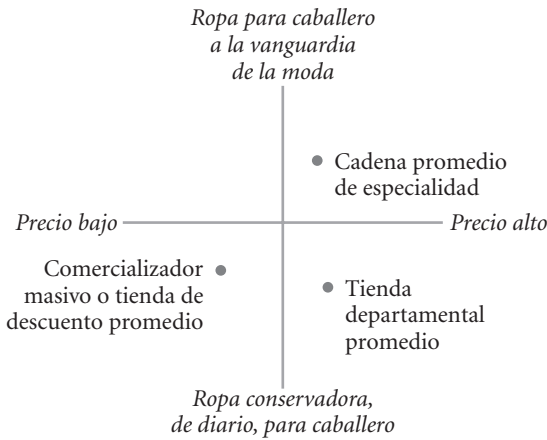 Ropa para caballero
a la vanguardia
de la moda
Cadena promedio
de especialidad
Precio bajo
Precio alto
Comercializador
masivo o tienda de
descuento promedio
Tienda
departamental
promedio
Ropa conservadora,
de diario, para caballero